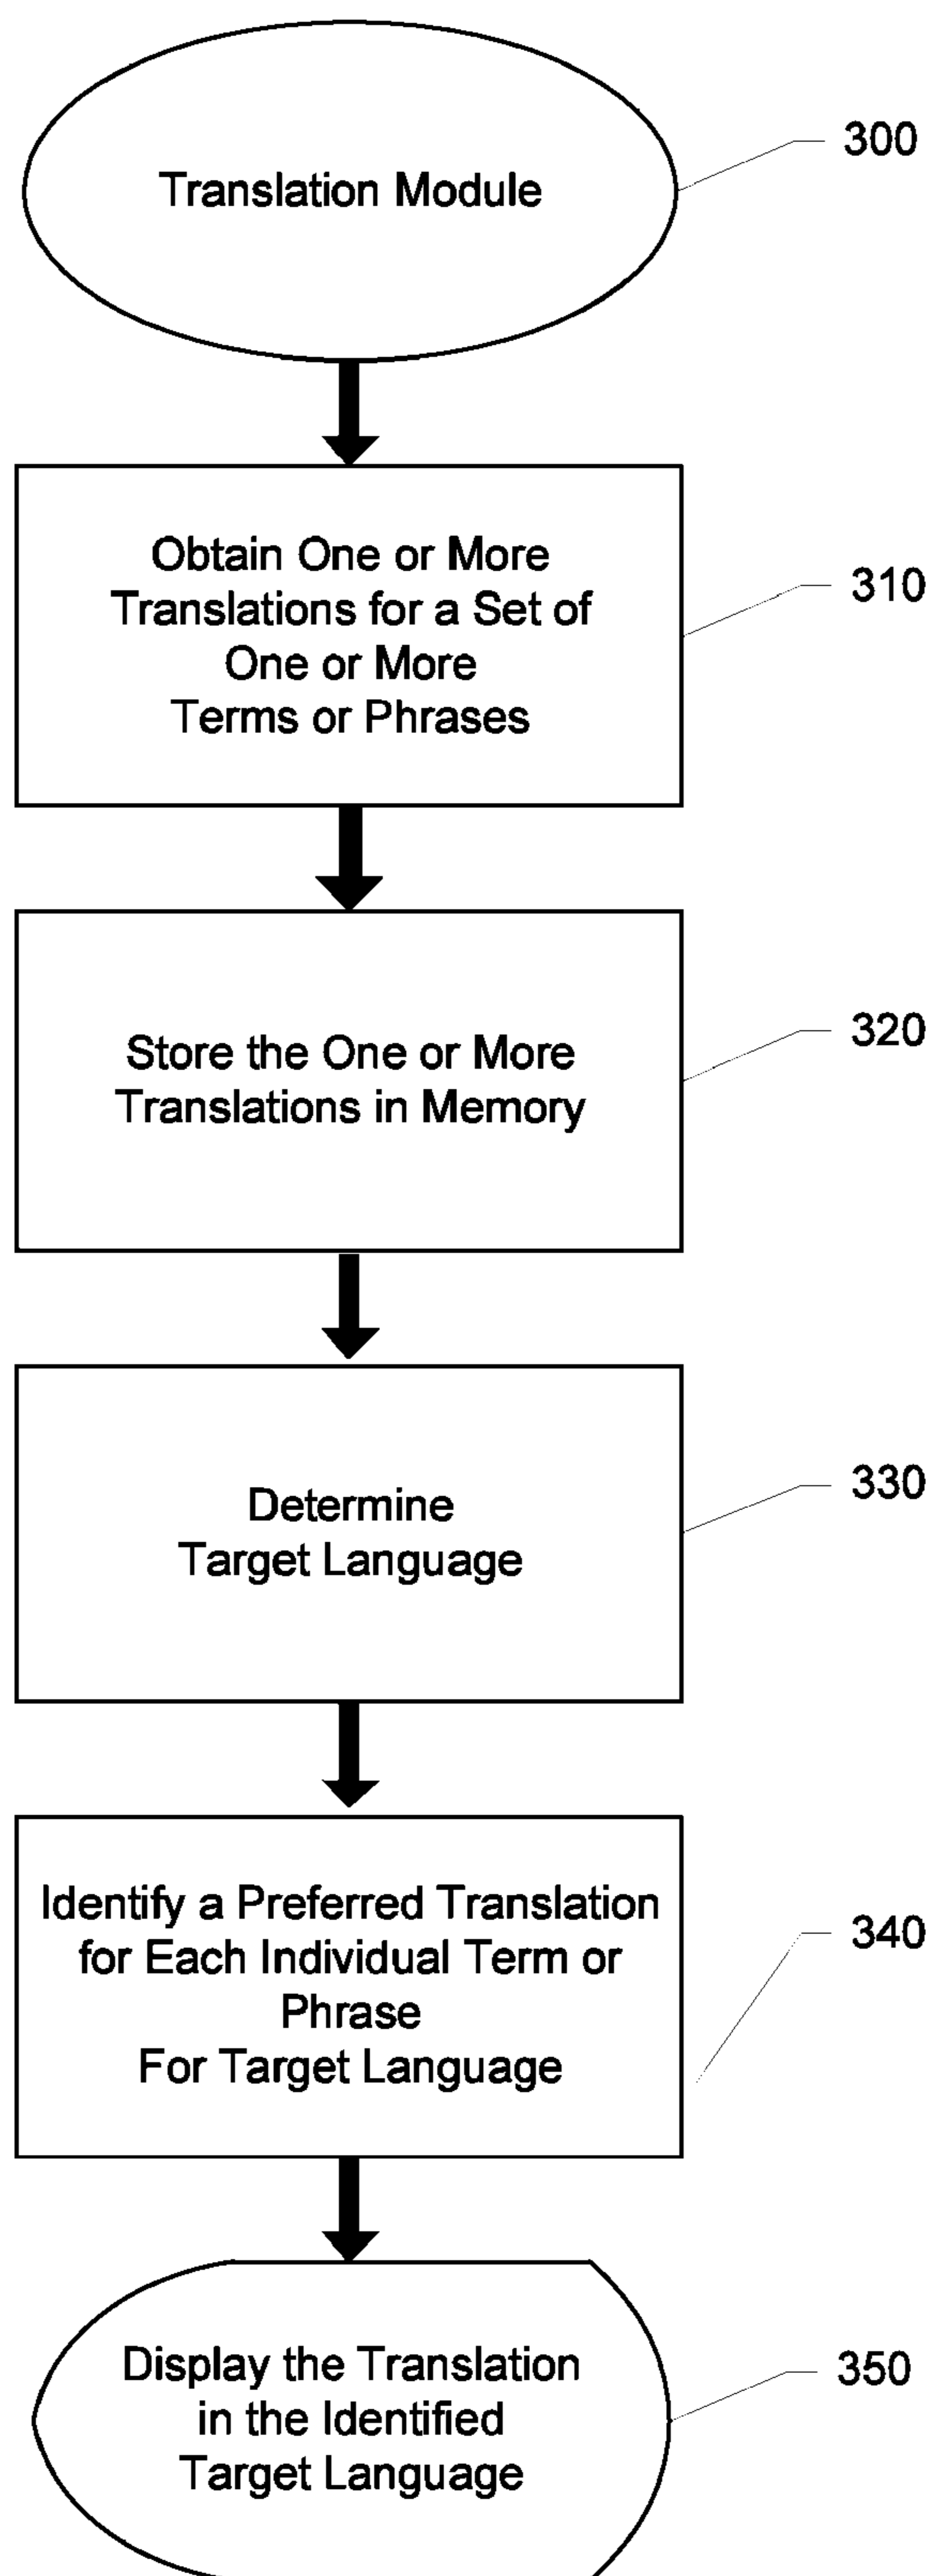 Translation Module
300
Obtain One or More
Translations for a Set of
One or More
Terms or Phrases
310
Store the One or More
Translations in Memory
320
Determine
Target Language
330
Identify a Preferred Translation
for Each Individual Term or
Phrase
For Target Language
340
Display the Translation
in the Identified
Target Language
350